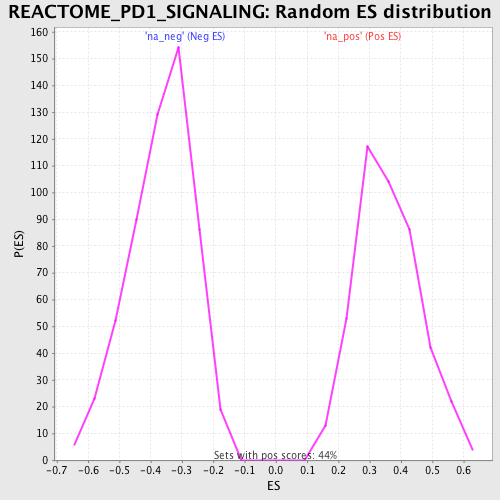 REACTOME_PD1_SIGNALING: Random ES distribution
'na_neg' (Neg ES) 'na_pos' (Pos ES)
160
150
140
130
120
110
100
90
80
70
60
50
40
30
20
10
0
P(ES)
Sets with pos scores: 44%
-0.7 -0.6 -0.5 -0.4 -0.3 -0.2 -0.1 -0.0 0.1 0.2 0.3 0.4 0.5 0.6
ES